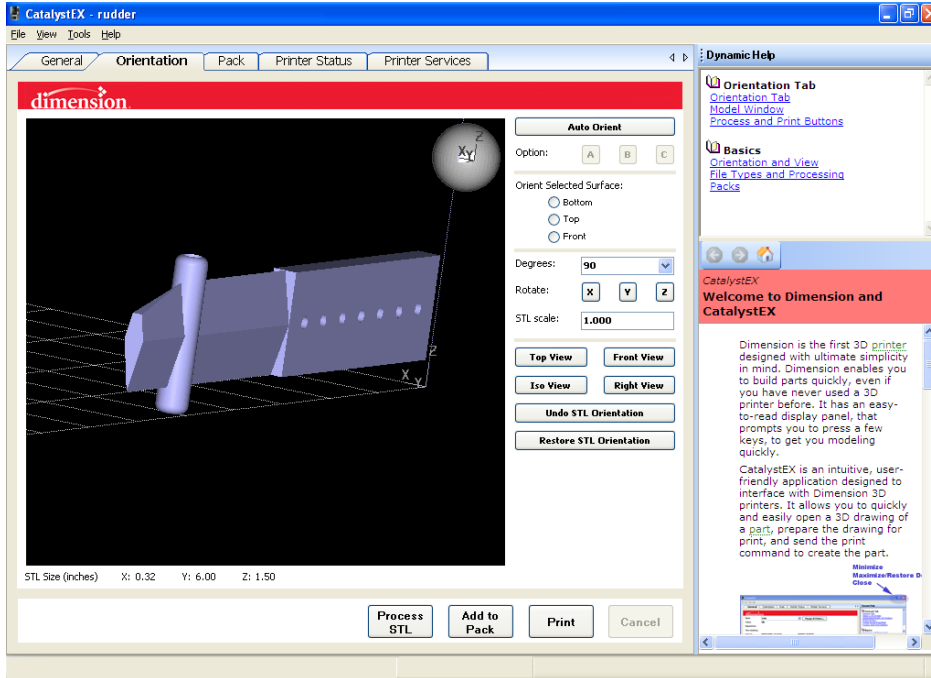 CatalystEX - rudder
File View Tools Help
General Orientation Pack Printer Status Printer Services
dimension
Z
X Y
Z
X Y
STL Size (inches) X: 0.32 Y: 6.00 Z: 1.50
Auto Orient
Option: A B C
Orient Selected Surface:
Bottom
Top
Front
Degrees: 90
Rotate: X Y Z
STL scale: 1.000
Top View Front View
Iso View Right View
Undo STL Orientation
Restore STL Orientation
Process
STL
Add to
Pack
Print
Cancel
Dynamic Help
Orientation Tab
Orientation Tab
Model Window
Process and Print Buttons
Basics
Orientation and View
File Types and Processing
Packs
CatalystEX
Welcome to Dimension and
CatalystEX
Dimension is the first 3D printer
designed with ultimate simplicity
in mind. Dimension enables you
to build parts quickly, even if
you have never used a 3D
printer before. It has an easy-
to-read display panel, that
prompts you to press a few
keys, to get you modeling
quickly.
CatalystEX is an intuitive, user-
friendly application designed to
interface with Dimension 3D
printers. It allows you to quickly
and easily open a 3D drawing of
a part, prepare the drawing for
print, and send the print
command to create the part.
Minimize
Maximize/Restore D
Close